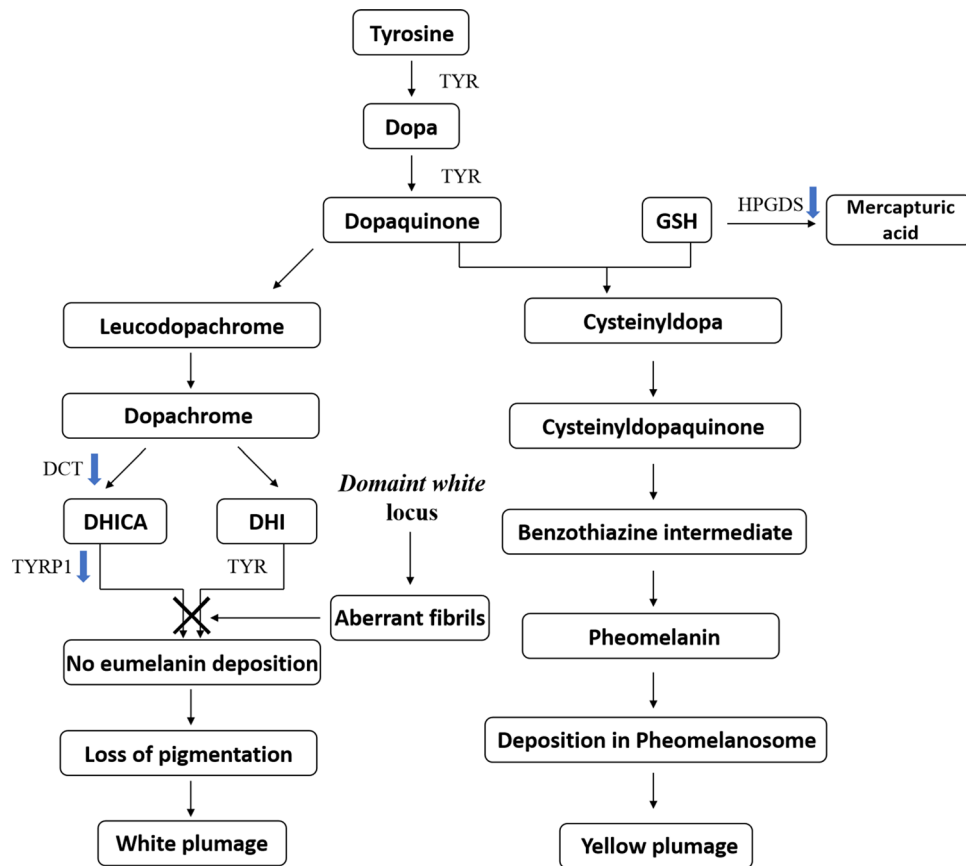 Tyrosine
TYR
Dopa
TYR
Dopaquinone
GSH
HPGDS
Mercapturic
acid
Leucodopachrome
Cysteinyldopa
Dopachrome
Cysteinyldopaquinone
DCT
Domaint white
locus
DHICA
DHI
Benzothiazine intermediate
TYRP1
TYR
Aberrant fibrils
Pheomelanin
No eumelanin deposition
Loss of pigmentation
Deposition in Pheomelanosome
White plumage
Yellow plumage